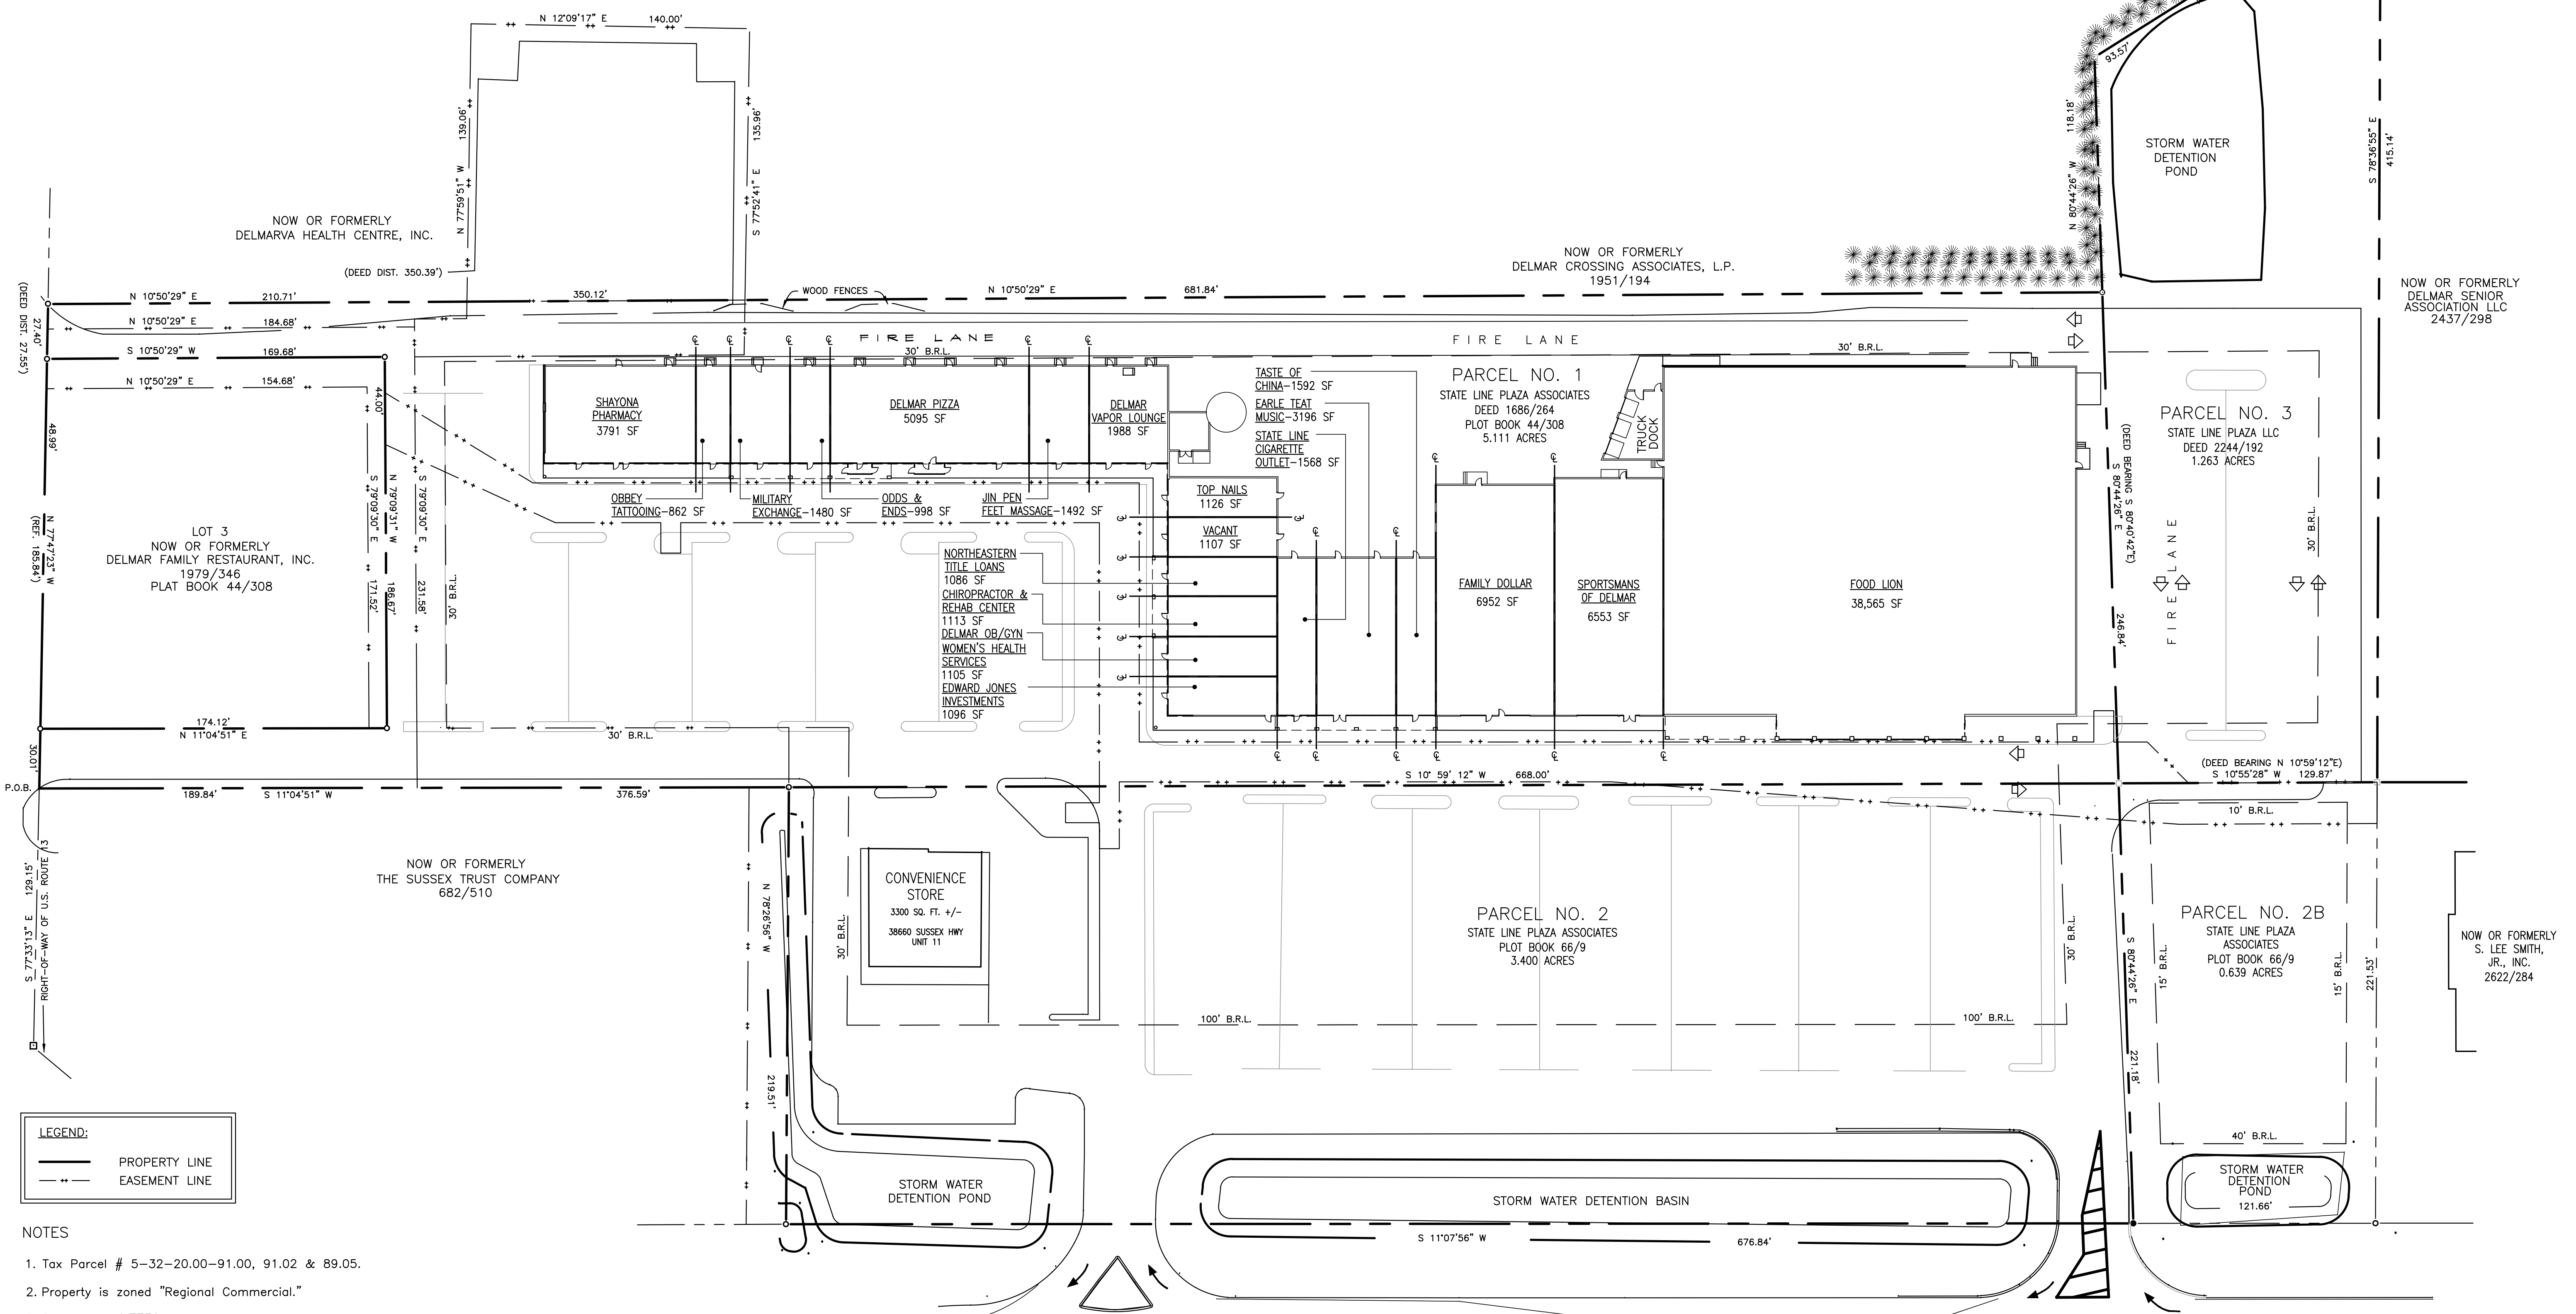 N 12°09'17" E 140.00'
N 77°59'51" W 139.06'
S 77°52'41" E 135.96'
NOW OR FORMERLY
DELMARVA HEALTH CENTRE, INC.
(DEED DIST. 350.39')
(DEED DIST. 27.55')
27.40'
N 10°50'29" E 210.71'
350.12'
WOOD FENCES
N 10°50'29" E 681.84'
N 10°50'29" E 184.68'
S 10°50'29" W 169.68'
N 10°50'29" E 154.68'
44.00'
48.99'
N 77°47'23" W
(REF. 185.84')
S 79°09'30" E 171.52'
N 79°09'31" W 186.67'
S 79°09'30" E 231.58'
30' B.R.L.
LOT 3
NOW OR FORMERLY
DELMAR FAMILY RESTAURANT, INC.
1979/346
PLAT BOOK 44/308
174.12'
N 11°04'51" E
30.01'
P.O.B.
189.84' S 11°04'51" W 376.59'
S 77°33'13" E 129.15'
RIGHT-OF-WAY OF U.S. ROUTE 13
NOW OR FORMERLY
THE SUSSEX TRUST COMPANY
682/510
NOW OR FORMERLY
DELMAR CROSSING ASSOCIATES, L.P.
1951/194
93.57'
118.18'
N 80°44'26" W
STORM WATER
DETENTION
POND
S 78°36'55" E
415.14'
NOW OR FORMERLY
DELMAR SENIOR
ASSOCIATION LLC
2437/298
FIRE LANE
30' B.R.L.
FIRE LANE
30' B.R.L.
SHAYONA
PHARMACY
3791 SF
DELMAR PIZZA
5095 SF
DELMAR
VAPOR LOUNGE
1988 SF
OBBEY
TATTOOING-862 SF
MILITARY
EXCHANGE-1480 SF
ODDS &
ENDS-998 SF
JIN PEN
FEET MASSAGE-1492 SF
TASTE OF
CHINA-1592 SF
EARLE TEAT
MUSIC-3196 SF
STATE LINE
CIGARETTE
OUTLET-1568 SF
PARCEL NO. 1
STATE LINE PLAZA ASSOCIATES
DEED 1686/264
PLOT BOOK 44/308
5.111 ACRES
TRUCK
DOCK
TOP NAILS
1126 SF
VACANT
1107 SF
NORTHEASTERN
TITLE LOANS
1086 SF
CHIROPRACTOR &
REHAB CENTER
1113 SF
DELMAR OB/GYN
WOMEN'S HEALTH
SERVICES
1105 SF
EDWARD JONES
INVESTMENTS
1096 SF
FAMILY DOLLAR
6952 SF
SPORTSMANS
OF DELMAR
6553 SF
FOOD LION
38,565 SF
(DEED BEARING S 80°40'42"E)
S 80°44'26" E
246.84'
PARCEL NO. 3
STATE LINE PLAZA LLC
DEED 2244/192
1.263 ACRES
FIRE LANE
30' B.R.L.
30' B.R.L.
S 10° 59' 12" W 668.00'
(DEED BEARING N 10°59'12"E)
S 10°55'28" W 129.87'
10' B.R.L.
N 78°26'56" W
219.51'
30' B.R.L.
CONVENIENCE
STORE
3300 SQ. FT. +/-
38660 SUSSEX HWY
UNIT 11
PARCEL NO. 2
STATE LINE PLAZA ASSOCIATES
PLOT BOOK 66/9
3.400 ACRES
30' B.R.L.
100' B.R.L.
100' B.R.L.
S 80°44'26" E
221.18'
15' B.R.L.
PARCEL NO. 2B
STATE LINE PLAZA
ASSOCIATES
PLOT BOOK 66/9
0.639 ACRES
15' B.R.L.
221.53'
NOW OR FORMERLY
S. LEE SMITH,
JR., INC.
2622/284
40' B.R.L.
STORM WATER
DETENTION
POND
121.66'
STORM WATER
DETENTION POND
STORM WATER DETENTION BASIN
S 11°07'56" W 676.84'
LEGEND:
PROPERTY LINE
EASEMENT LINE
NOTES
1. Tax Parcel # 5-32-20.00-91.00, 91.02 & 89.05.
2. Property is zoned "Regional Commercial."